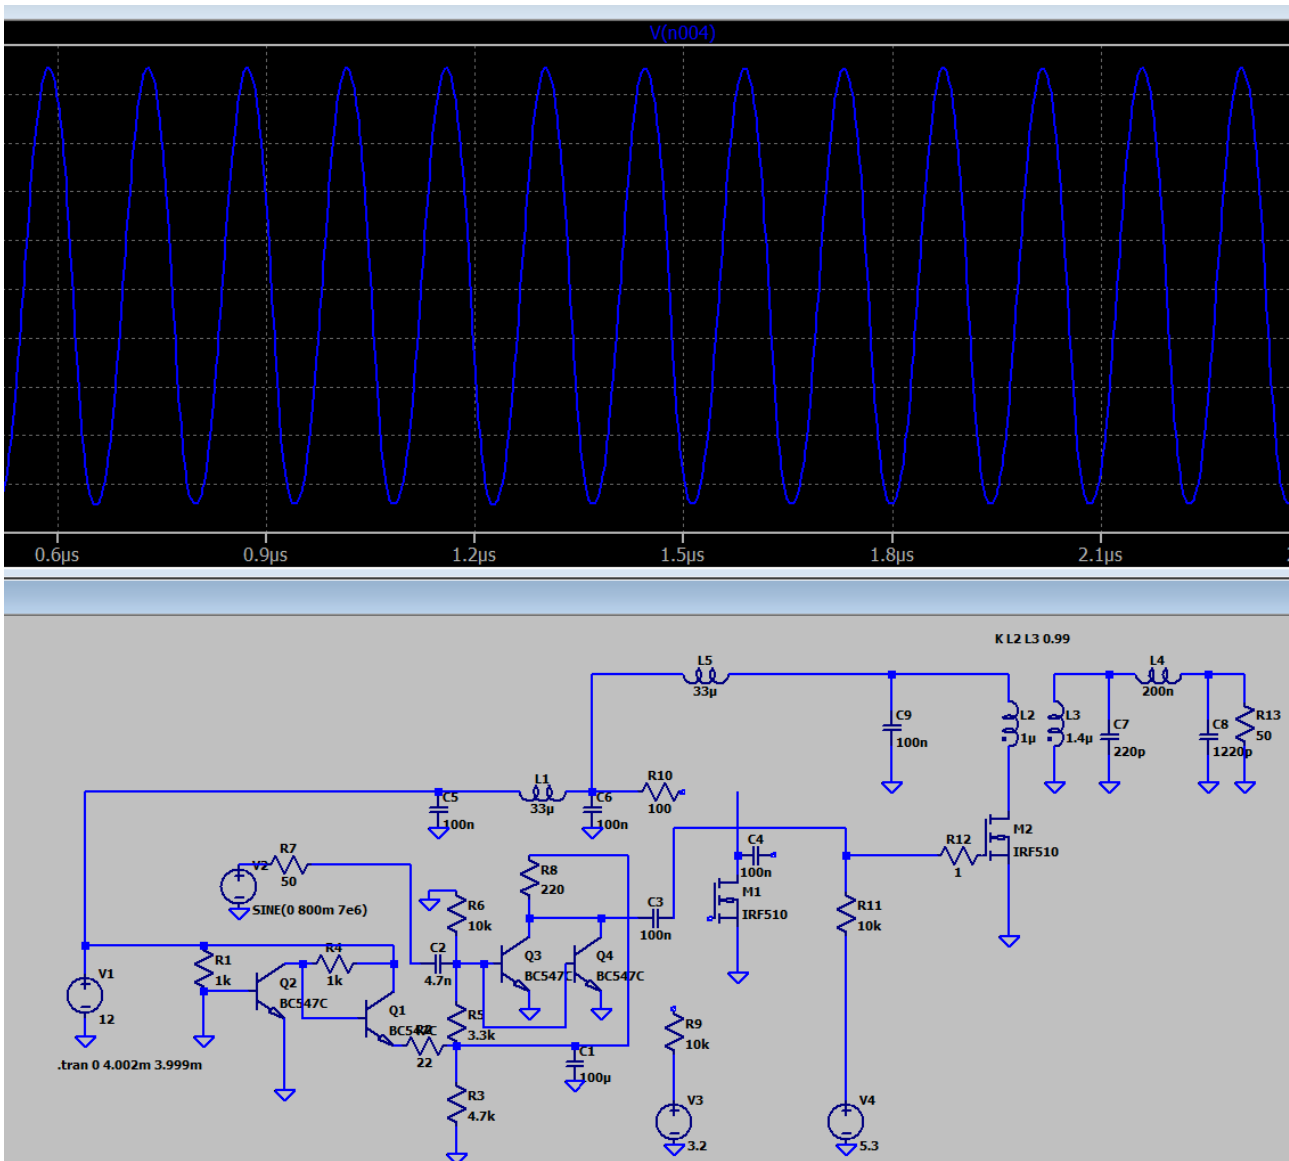 V(n004)
0.6µs
0.9µs
1.2µs
1.5µs
1.8µs
2.1µs
K L2 L3 0.99
L5
33µ
L4
200n
C9
100n
L2
1µ
L3
1.4µ
C7
220p
C8
1220p
R13
50
C5
100n
L1
33µ
C6
100n
R10
100
R7
50
V2
SINE(0 800m 7e6)
R8
220
C4
100n
M1
IRF510
R12
1
M2
IRF510
R6
10k
C3
100n
R11
10k
R1
1k
R4
1k
C2
4.7n
Q3
BC547C
Q4
BC547C
V1
12
Q2
BC547C
Q1
BC547C
R2
22
R5
3.3k
C1
100µ
R9
10k
.tran 0 4.002m 3.999m
R3
4.7k
V3
3.2
V4
5.3